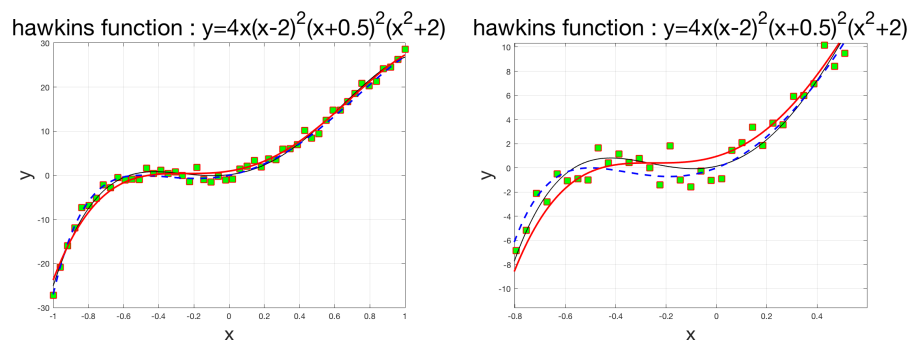 hawkins function : y=4x(x-2)²(x+0.5)²(x²+2)
30
20
10
0
-10
-20
-30
y
-1 -0.8 -0.6 -0.4 -0.2 0 0.2 0.4 0.6 0.8 1
x
hawkins function : y=4x(x-2)²(x+0.5)²(x²+2)
10
8
6
4
2
0
-2
-4
-6
-8
-10
y
-0.8 -0.6 -0.4 -0.2 0 0.2 0.4
x